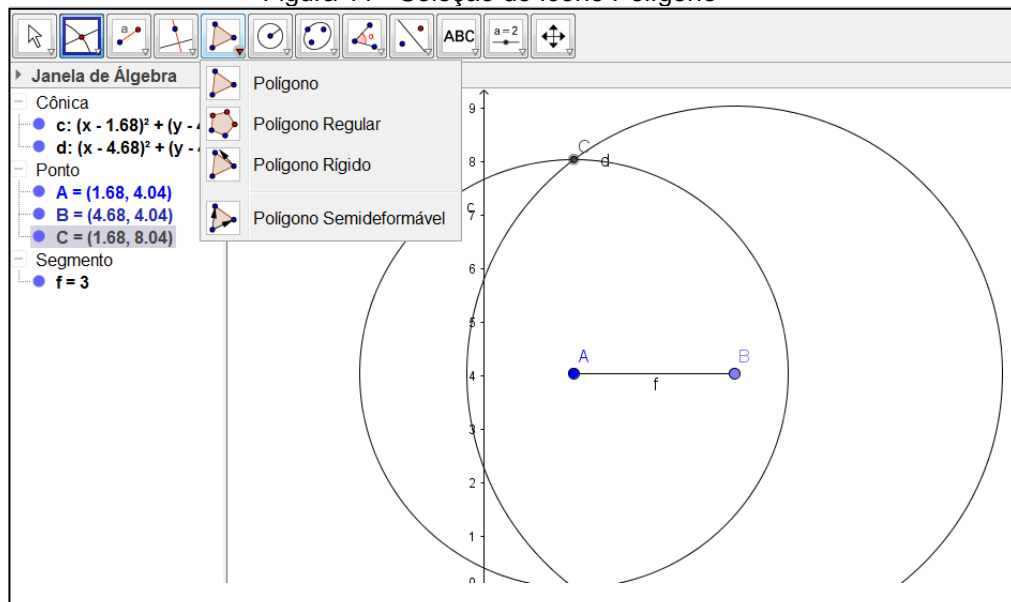 Figura 11 - Seleção do ícone Polígono
a
α
ABC
a=2
Janela de Álgebra
Cônica
c: (x - 1.68)² + (y - 4
d: (x - 4.68)² + (y - 4
Ponto
A = (1.68, 4.04)
B = (4.68, 4.04)
C = (1.68, 8.04)
Segmento
f = 3
Polígono
Polígono Regular
Polígono Rígido
Polígono Semideformável
9
C
8
d
c
7
6
5
A
B
4
f
3
2
1
0